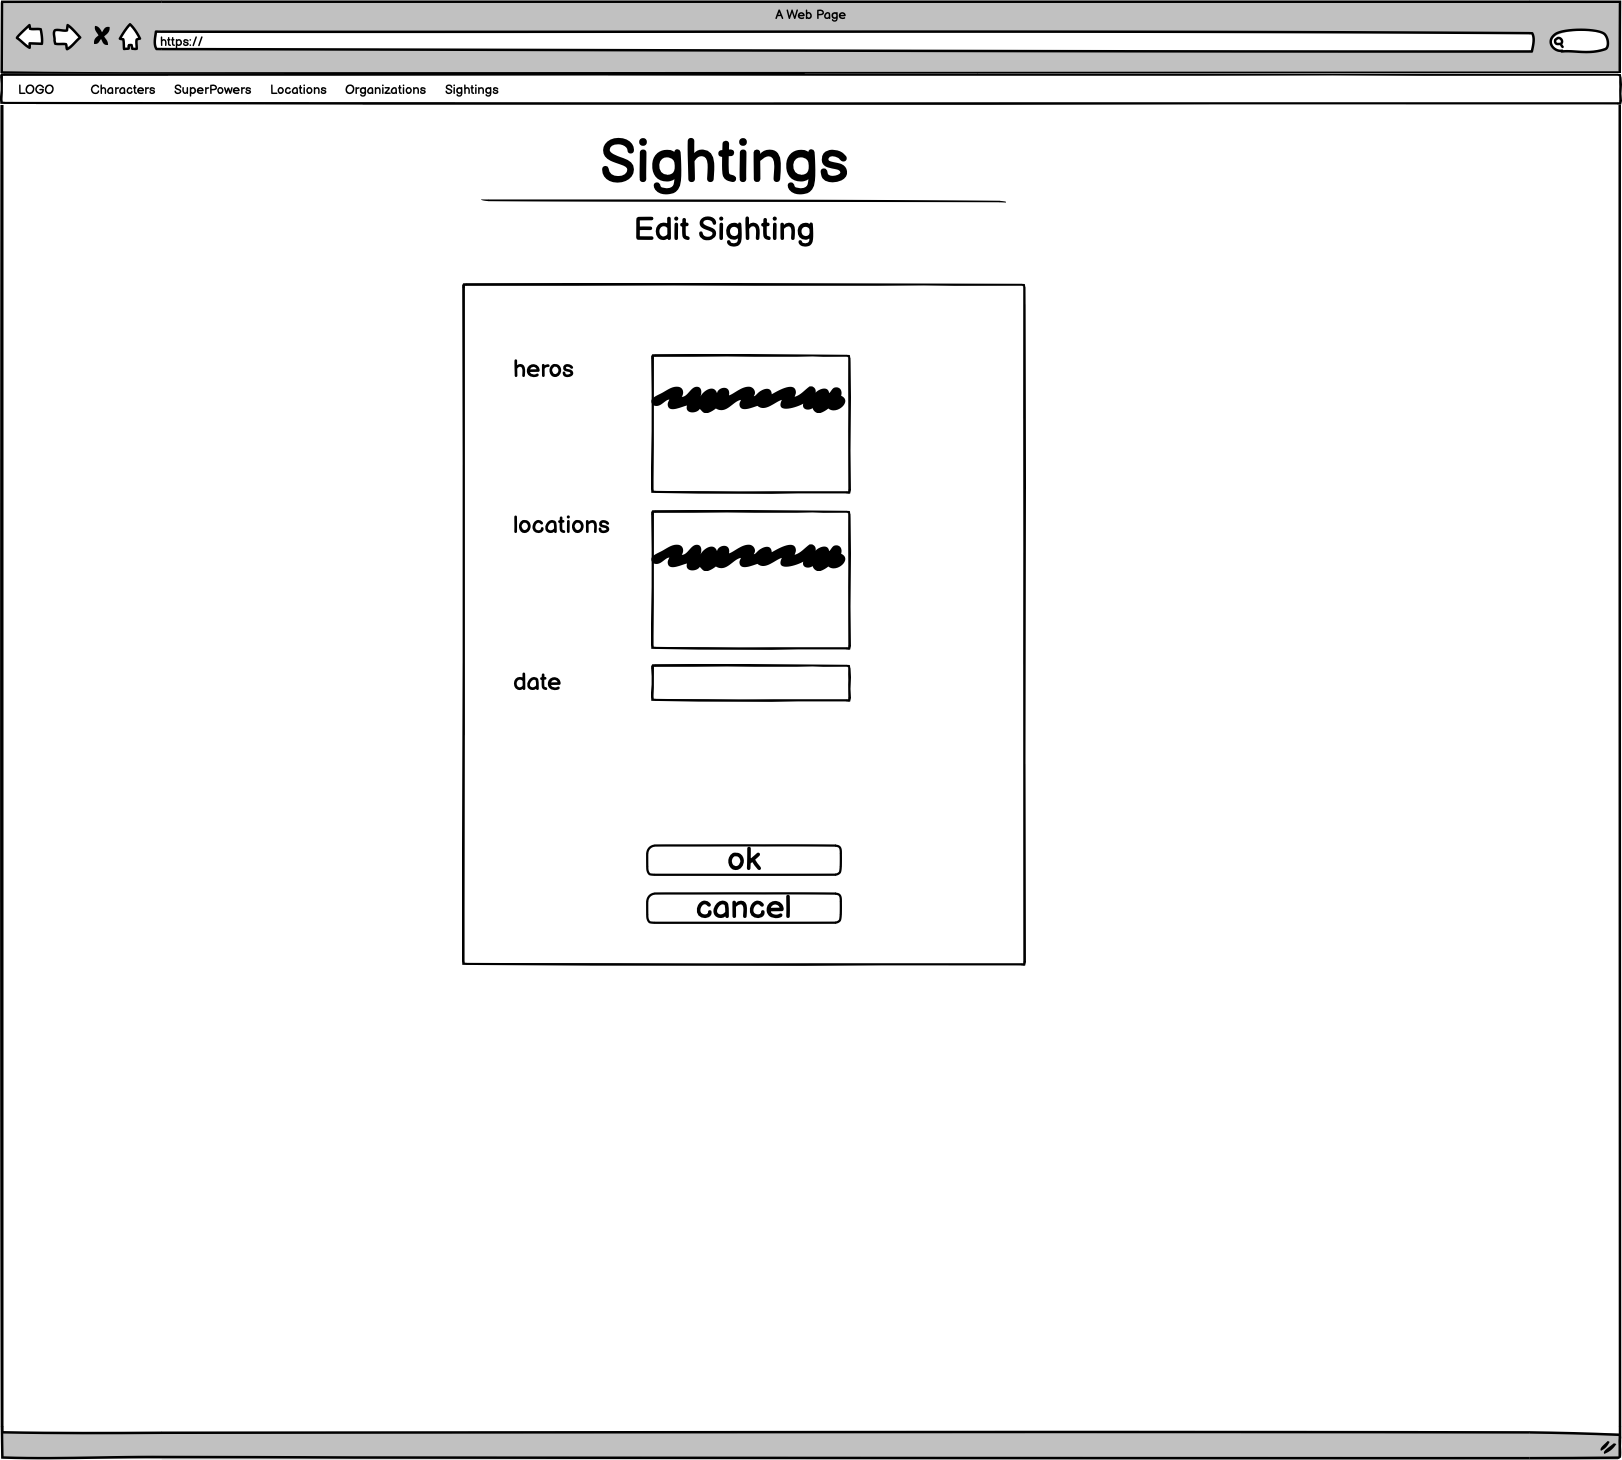 A Web Page
https://
LOGO Characters SuperPowers Locations Organizations Sightings
Sightings
Edit Sighting
heros
locations
date
ok
cancel